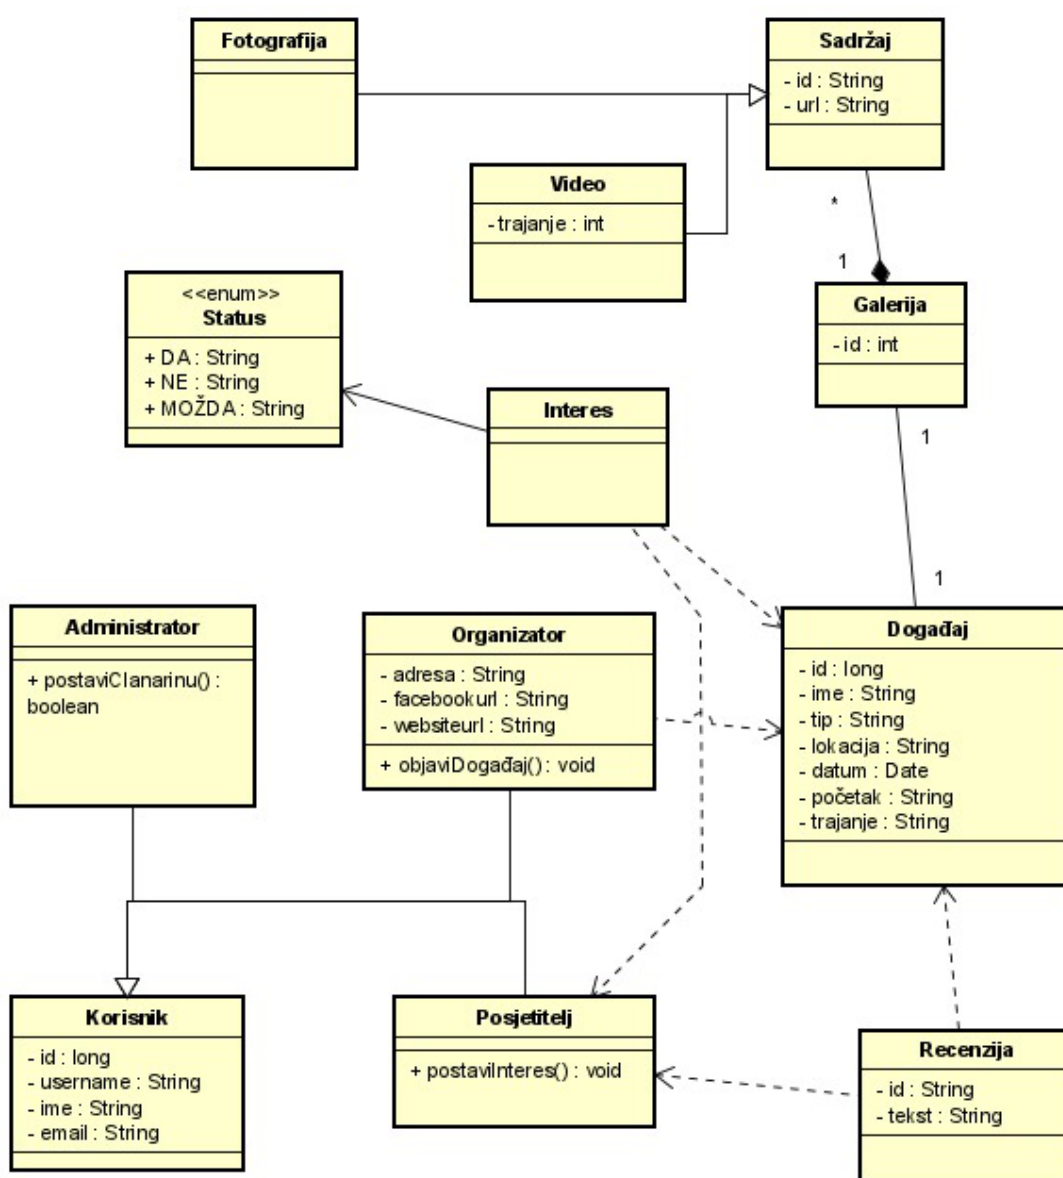 Fotografija
Sadržaj
- id : String
- url : String
Video
- trajanje : int
*
1
<<enum>>
Status
+ DA : String
+ NE : String
+ MOŽDA : String
Galerija
- id : int
Interes
1
1
Administrator
+ postaviClanarinu() :
boolean
Organizator
- adresa : String
- facebookurl : String
- websiteurl : String
+ objaviDogađaj() : void
Događaj
- id : long
- ime : String
- tip : String
- lokacija : String
- datum : Date
- početak : String
- trajanje : String
Korisnik
- id : long
- username : String
- ime : String
- email : String
Posjetitelj
+ postaviInteres() : void
Recenzija
- id : String
- tekst : String